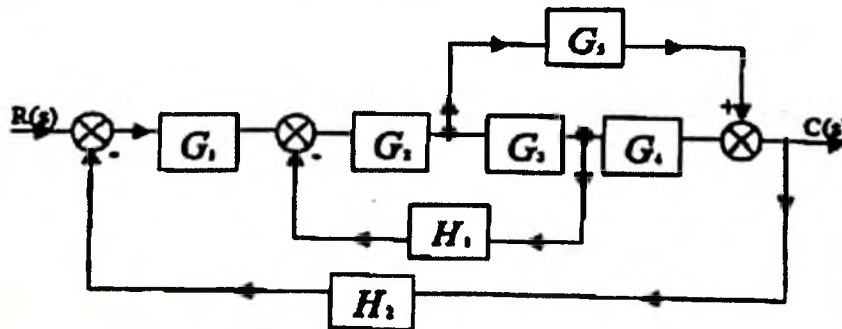 G₅
R(s)
G₁
G₂
G₃
G₄
C(s)
+
-
-
H₁
H₂